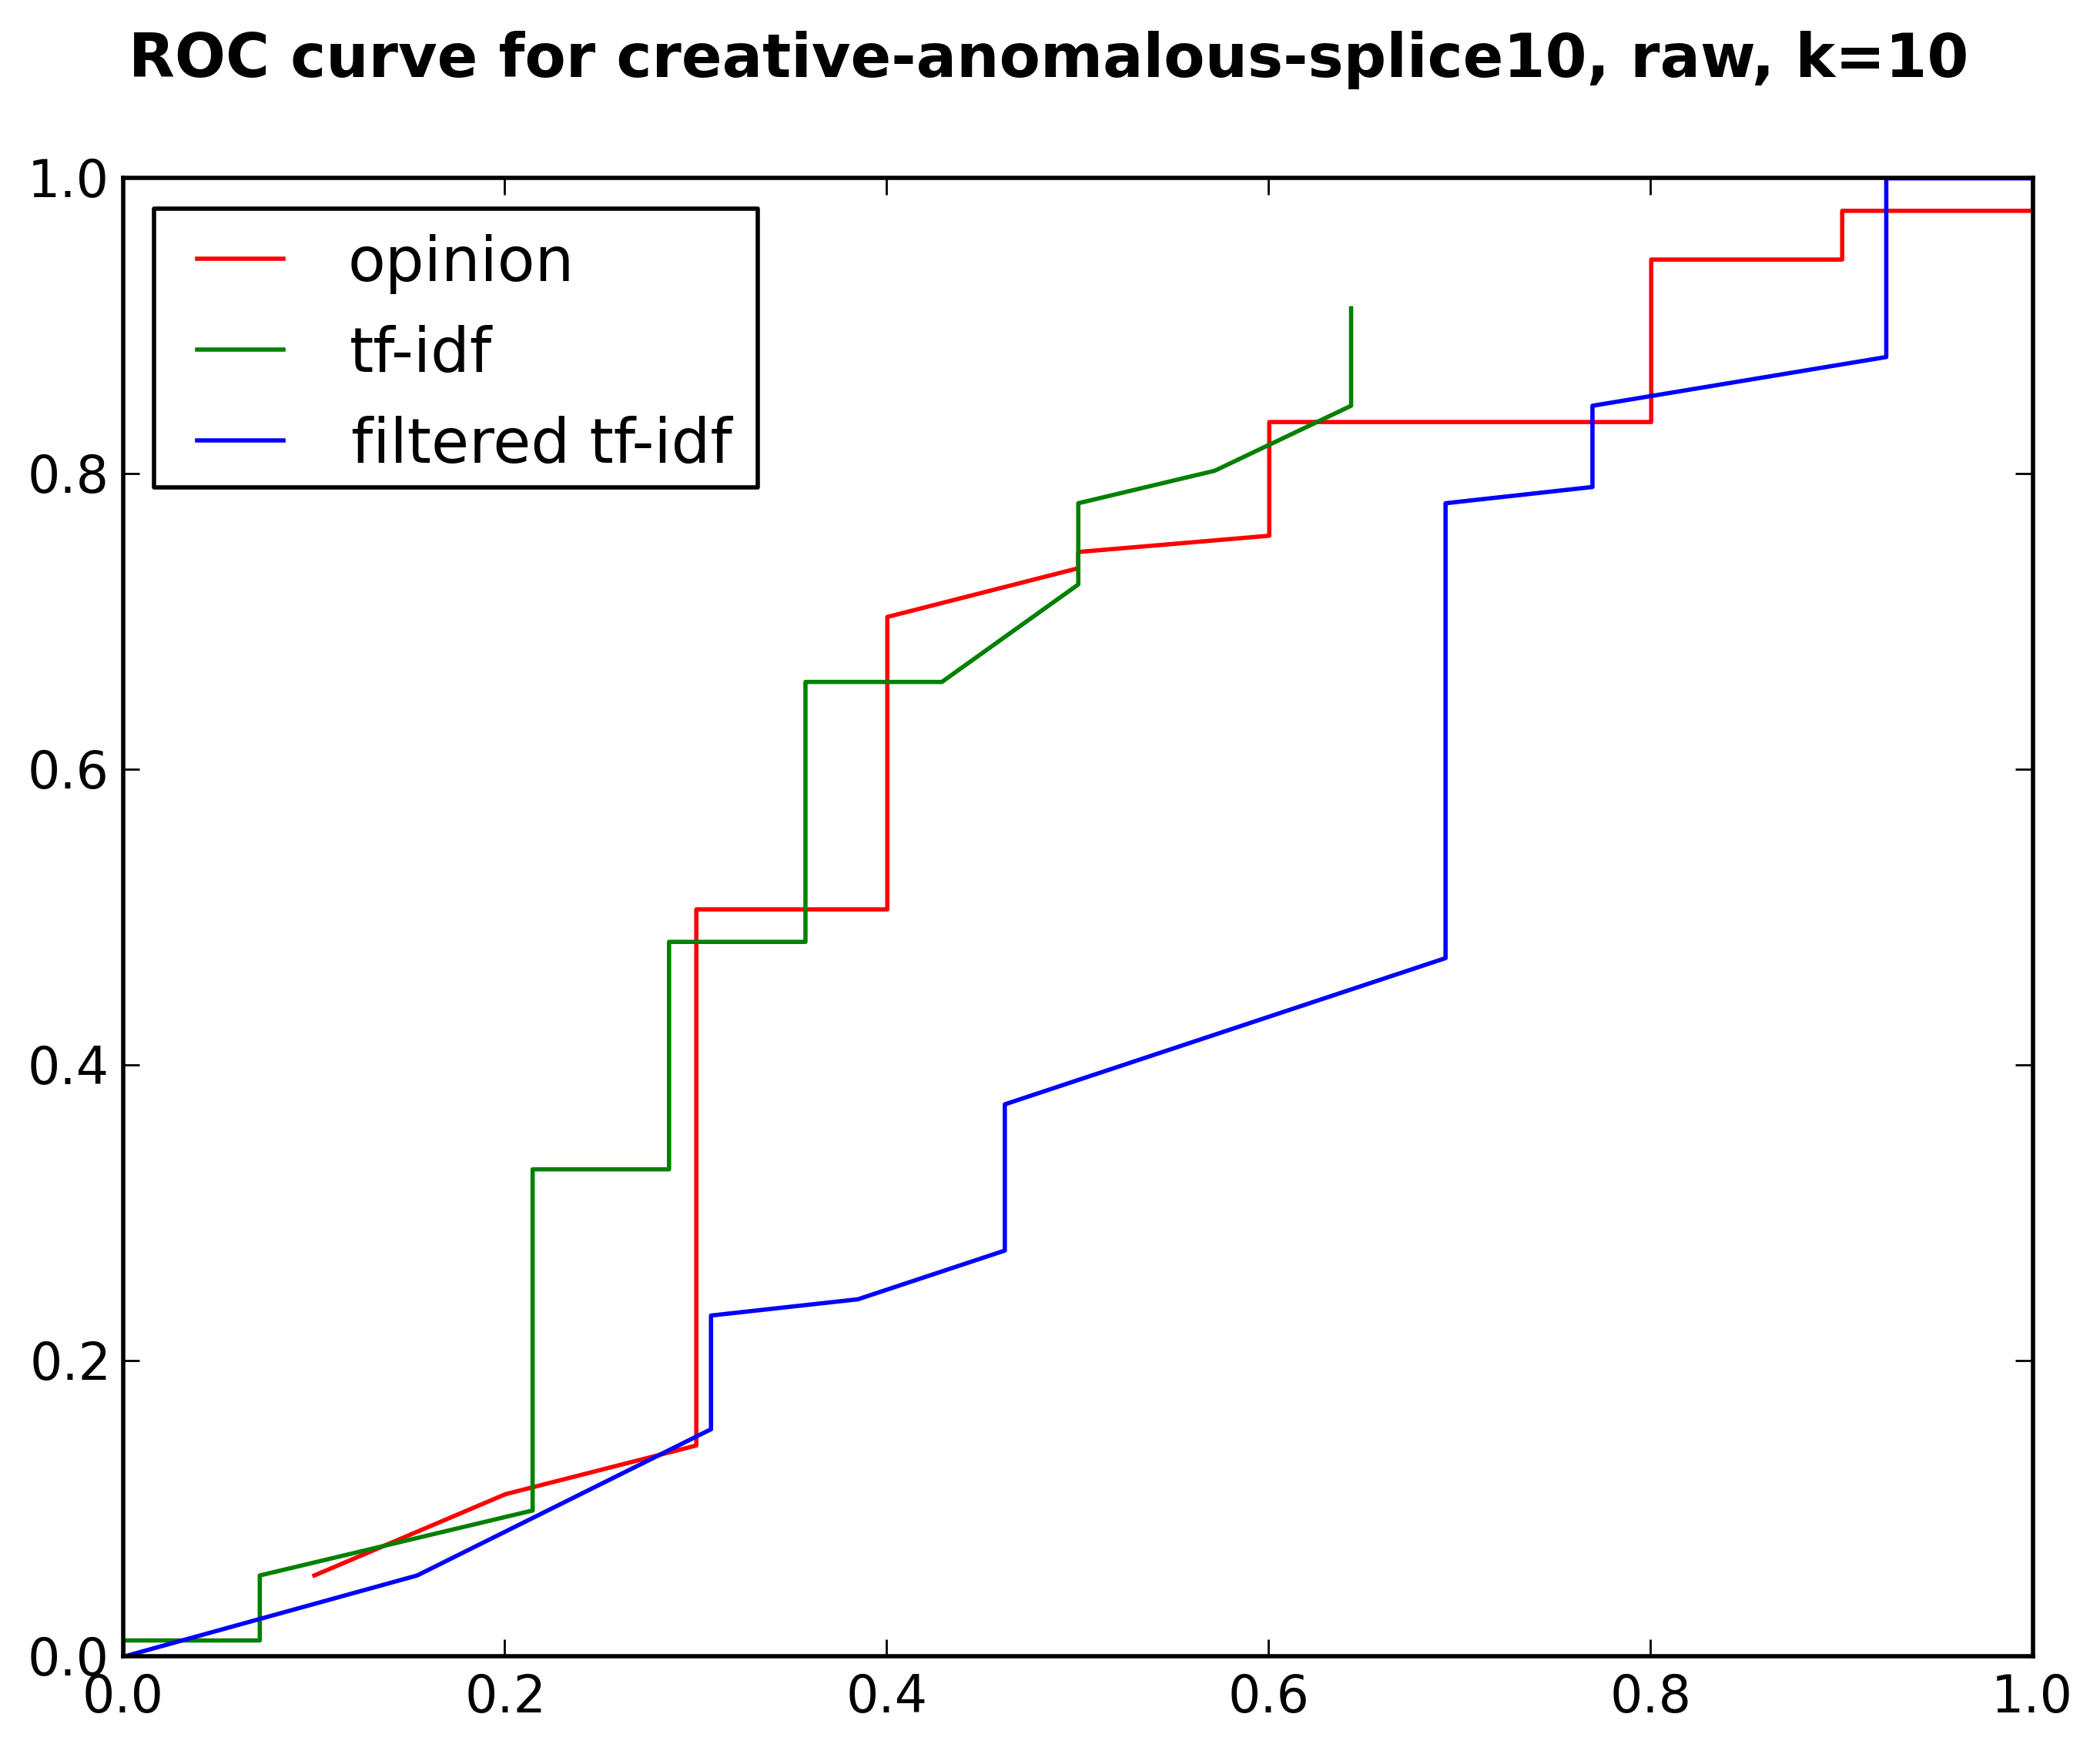 ROC curve for creative-anomalous-splice10, raw, k=10
1.0
opinion
tf-idf
filtered tf-idf
0.8
0.6
0.4
0.2
0.0
0.0 0.2 0.4 0.6 0.8 1.0